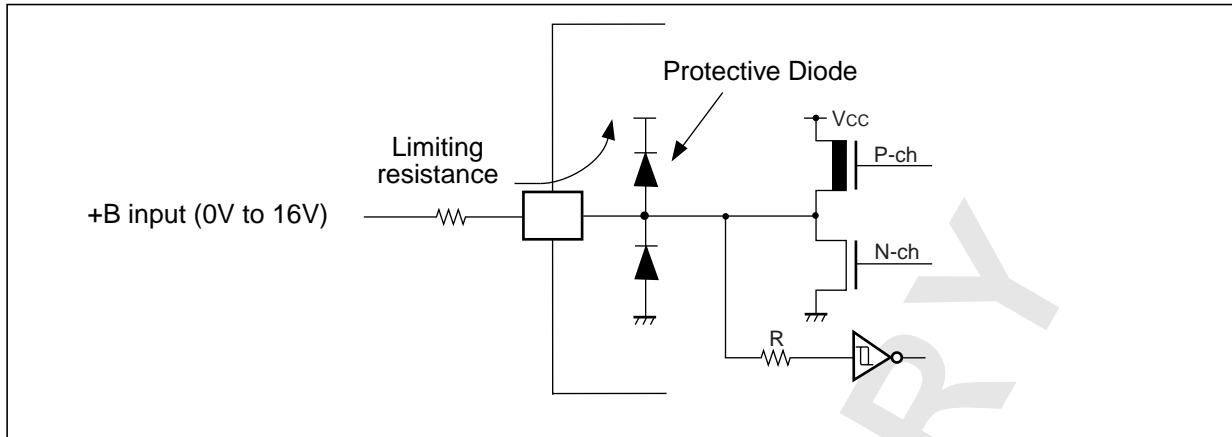 Protective Diode
VCC
Limiting
resistance
P-ch
+B input (0V to 16V)
N-ch
R
R Y